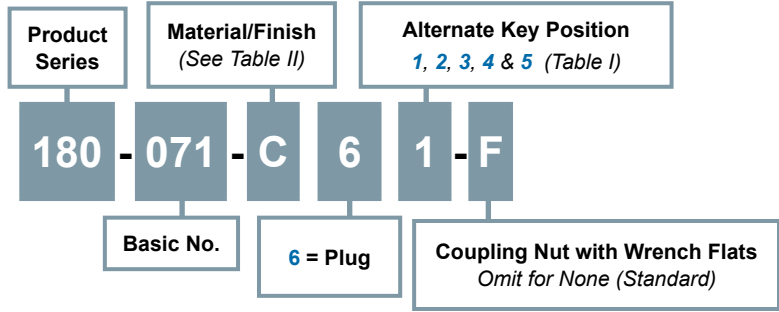 Product
Series
Material/Finish
(See Table II)
Alternate Key Position
1, 2, 3, 4 & 5 (Table I)
180 - 071 - C 6 1 - F
Basic No.
6 = Plug
Coupling Nut with Wrench Flats
Omit for None (Standard)